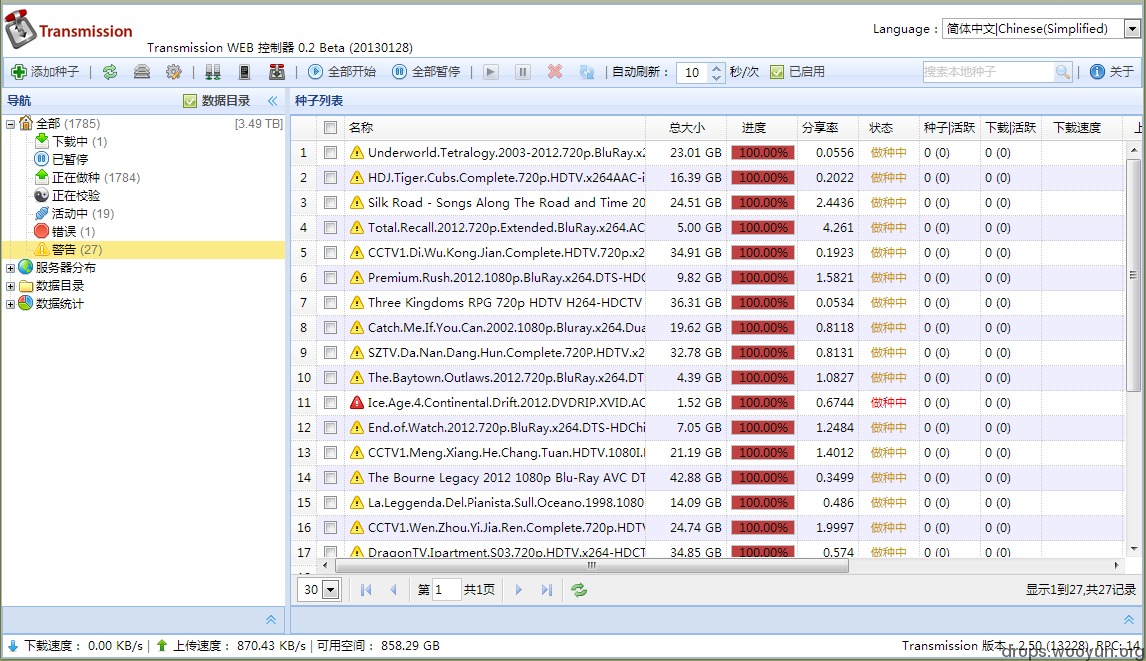 Transmission
Transmission WEB 控制器 0.2 Beta (20130128)
Language： 简体中文|Chinese(Simplified)
添加种子 全部开始 全部暂停 自动刷新： 10 秒/次 已启用 搜索本地种子 关于
导航 数据目录 种子列表
全部 (1785) [3.49 TB]
下载中 (1)
已暂停
正在做种 (1784)
正在校验
活动中 (19)
错误 (1)
警告 (27)
服务器分布
数据目录
数据统计
名称 总大小 进度 分享率 状态 种子|活跃 下载|活跃 下载速度 上
1 Underworld.Tetralogy.2003-2012.720p.BluRay.x2 23.01 GB 100.00% 0.0556 做种中 0 (0) 0 (0)
2 HDJ.Tiger.Cubs.Complete.720p.HDTV.x264AAC-i 16.39 GB 100.00% 0.2022 做种中 0 (0) 0 (0)
3 Silk Road - Songs Along The Road and Time 20 24.51 GB 100.00% 2.4436 做种中 0 (0) 0 (0)
4 Total.Recall.2012.720p.Extended.BluRay.x264.AC 5.00 GB 100.00% 4.261 做种中 0 (0) 0 (0)
5 CCTV1.Di.Wu.Kong.Jian.Complete.HDTV.720p.x2 34.91 GB 100.00% 0.1923 做种中 0 (0) 0 (0)
6 Premium.Rush.2012.1080p.BluRay.x264.DTS-HDC 9.82 GB 100.00% 1.5821 做种中 0 (0) 0 (0)
7 Three Kingdoms RPG 720p HDTV H264-HDCTV 36.31 GB 100.00% 0.0534 做种中 0 (0) 0 (0)
8 Catch.Me.If.You.Can.2002.1080p.Bluray.x264.Dua 19.62 GB 100.00% 0.8118 做种中 0 (0) 0 (0)
9 SZTV.Da.Nan.Dang.Hun.Complete.720P.HDTV.x2 32.78 GB 100.00% 0.8131 做种中 0 (0) 0 (0)
10 The.Baytown.Outlaws.2012.720p.BluRay.x264.DT 4.39 GB 100.00% 1.0827 做种中 0 (0) 0 (0)
11 Ice.Age.4.Continental.Drift.2012.DVDRIP.XVID.AC 1.52 GB 100.00% 0.6744 做种中 0 (0) 0 (0)
12 End.of.Watch.2012.720p.BluRay.x264.DTS-HDChi 7.05 GB 100.00% 1.2484 做种中 0 (0) 0 (0)
13 CCTV1.Meng.Xiang.He.Chang.Tuan.HDTV.1080I.I 21.19 GB 100.00% 1.4012 做种中 0 (0) 0 (0)
14 The Bourne Legacy 2012 1080p Blu-Ray AVC DT 42.88 GB 100.00% 0.3499 做种中 0 (0) 0 (0)
15 La.Leggenda.Del.Pianista.Sull.Oceano.1998.1080 14.09 GB 100.00% 0.486 做种中 0 (0) 0 (0)
16 CCTV1.Wen.Zhou.Yi.Jia.Ren.Complete.720p.HDTV 24.74 GB 100.00% 1.9997 做种中 0 (0) 0 (0)
17 DragonTV.Ipartment.S03.720p.HDTV.x264-HDCT 34.85 GB 100.00% 0.574 做种中 0 (0) 0 (0)
30 第 1 共1页 显示1到27,共27记录
下载速度： 0.00 KB/s | 上传速度： 870.43 KB/s | 可用空间： 858.29 GB Transmission 版本： 2.50 (13228), RPC: 14
drops.wooyun.org